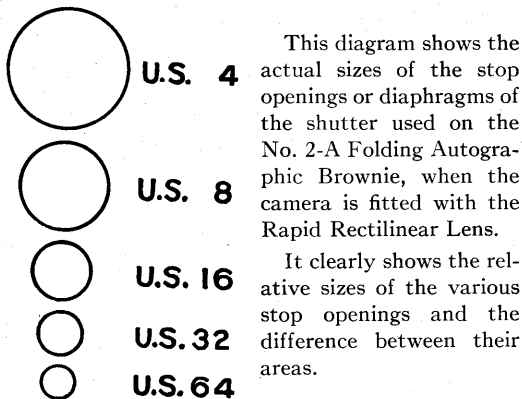 U.S. 4
U.S. 8
U.S. 16
U.S. 32
U.S. 64
This diagram shows the
actual sizes of the stop
openings or diaphragms of
the shutter used on the
No. 2-A Folding Autogra-
phic Brownie, when the
camera is fitted with the
Rapid Rectilinear Lens.
It clearly shows the rel-
ative sizes of the various
stop openings and the
difference between their
areas.